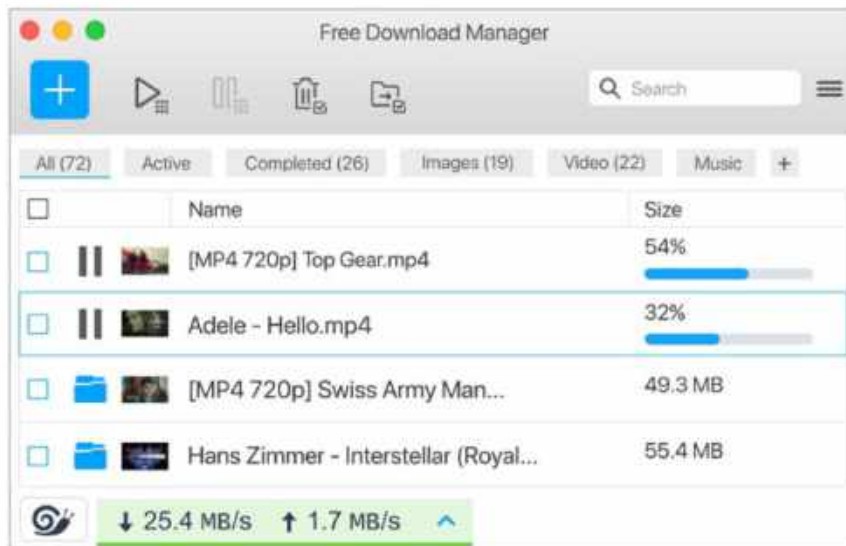 Free Download Manager
Search
All (72) Active Completed (26) Images (19) Video (22) Music +
Name Size
[MP4 720p] Top Gear.mp4 54%
Adele - Hello.mp4 32%
[MP4 720p] Swiss Army Man... 49.3 MB
Hans Zimmer - Interstellar (Royal... 55.4 MB
↓ 25.4 MB/s ↑ 1.7 MB/s